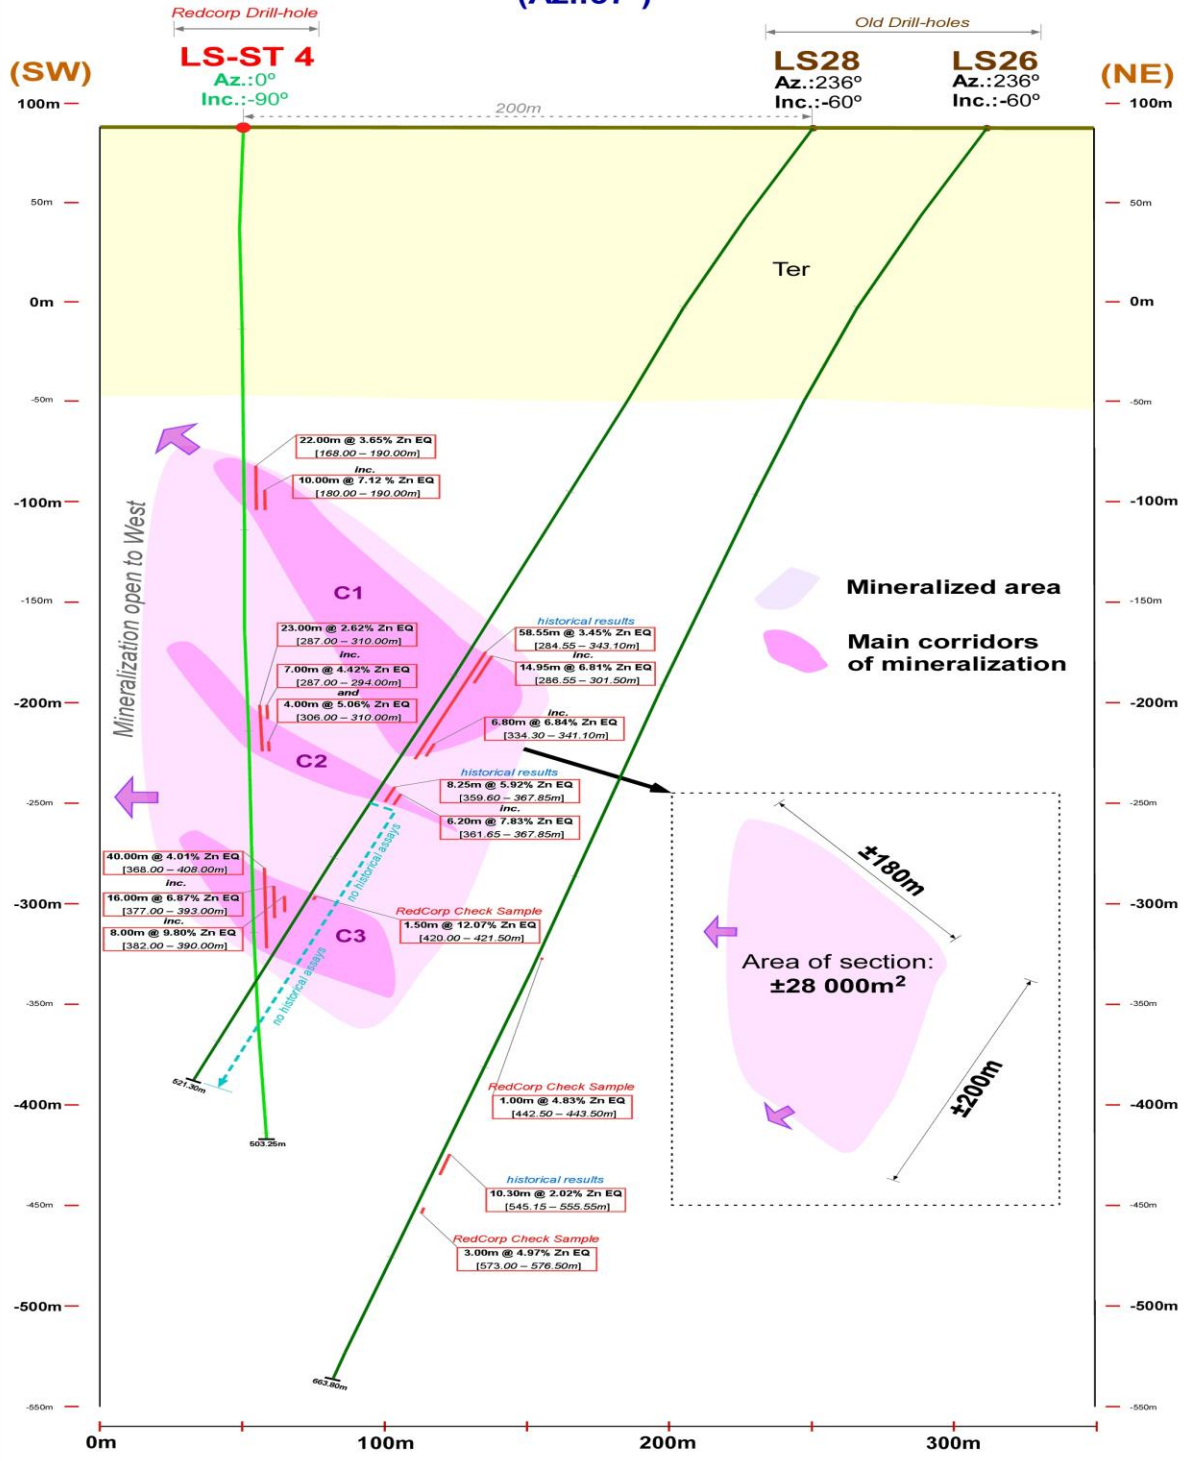 Redcorp Drill-hole
Old Drill-holes
(SW)
LS-ST 4
Az.:0º
Inc.:-90º
LS28
Az.:236º
Inc.:-60º
LS26
Az.:236º
Inc.:-60º
(NE)
200m
100m
50m
0m
-50m
-100m
-150m
-200m
-250m
-300m
-350m
-400m
-450m
-500m
-550m
100m
50m
0m
-50m
-100m
-150m
-200m
-250m
-300m
-350m
-400m
-450m
-500m
-550m
Ter
22.00m @ 3.65% Zn EQ
[168.00 – 190.00m]
inc.
10.00m @ 7.12 % Zn EQ
[180.00 – 190.00m]
Mineralization open to West
C1
23.00m @ 2.62% Zn EQ
[287.00 – 310.00m]
inc.
7.00m @ 4.42% Zn EQ
[287.00 – 294.00m]
and
4.00m @ 5.06% Zn EQ
[306.00 – 310.00m]
C2
historical results
58.55m @ 3.45% Zn EQ
[284.55 – 343.10m]
inc.
14.95m @ 6.81% Zn EQ
[286.55 – 301.50m]
inc.
6.80m @ 6.84% Zn EQ
[334.30 – 341.10m]
historical results
8.25m @ 5.92% Zn EQ
[359.60 – 367.85m]
inc.
6.20m @ 7.83% Zn EQ
[361.65 – 367.85m]
Mineralized area
Main corridors
of mineralization
40.00m @ 4.01% Zn EQ
[368.00 – 408.00m]
inc.
16.00m @ 6.87% Zn EQ
[377.00 – 393.00m]
inc.
8.00m @ 9.80% Zn EQ
[382.00 – 390.00m]
C3
no historical assays
no historical assays
RedCorp Check Sample
1.50m @ 12.07% Zn EQ
[420.00 – 421.50m]
±180m
Area of section:
±28 000m²
±200m
521.30m
503.25m
RedCorp Check Sample
1.00m @ 4.83% Zn EQ
[442.50 – 443.50m]
historical results
10.30m @ 2.02% Zn EQ
[545.15 – 555.55m]
RedCorp Check Sample
3.00m @ 4.97% Zn EQ
[573.00 – 576.50m]
663.80m
0m
100m
200m
300m